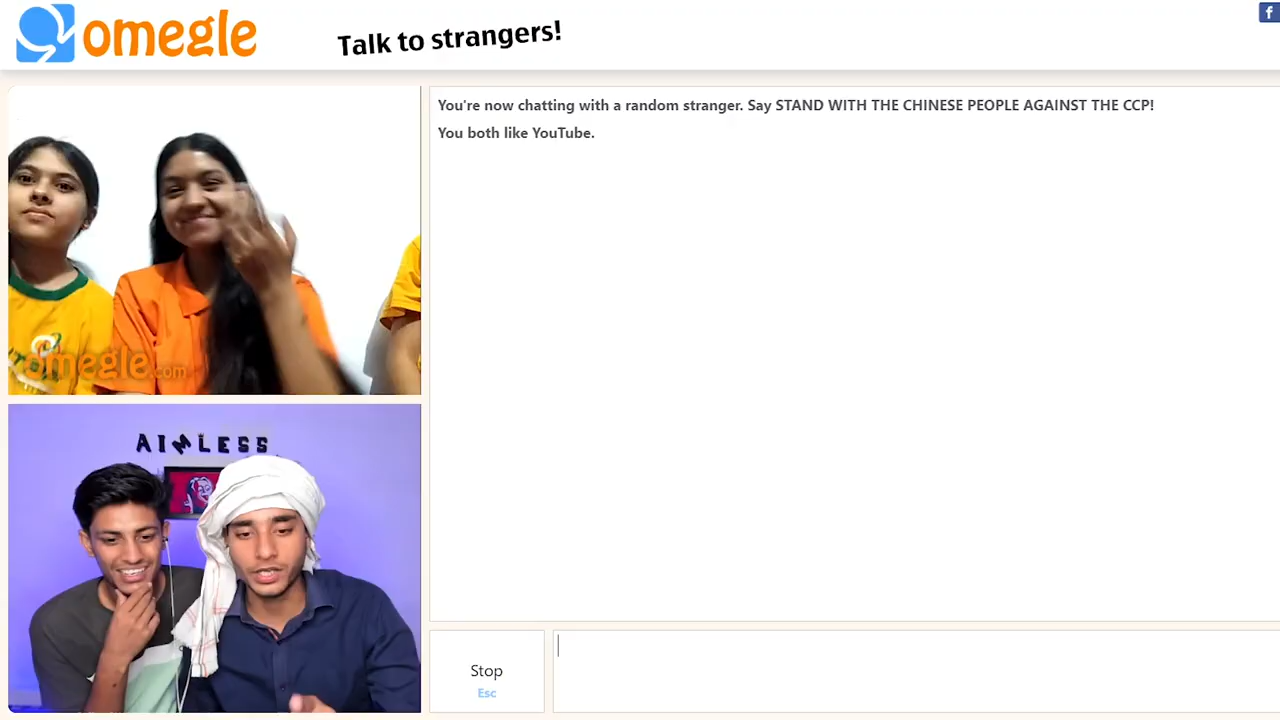 omegle
Talk to strangers!
f
You're now chatting with a random stranger. Say STAND WITH THE CHINESE PEOPLE AGAINST THE CCP!
You both like YouTube.
omegle.com
AIMLESS
Stop
Esc